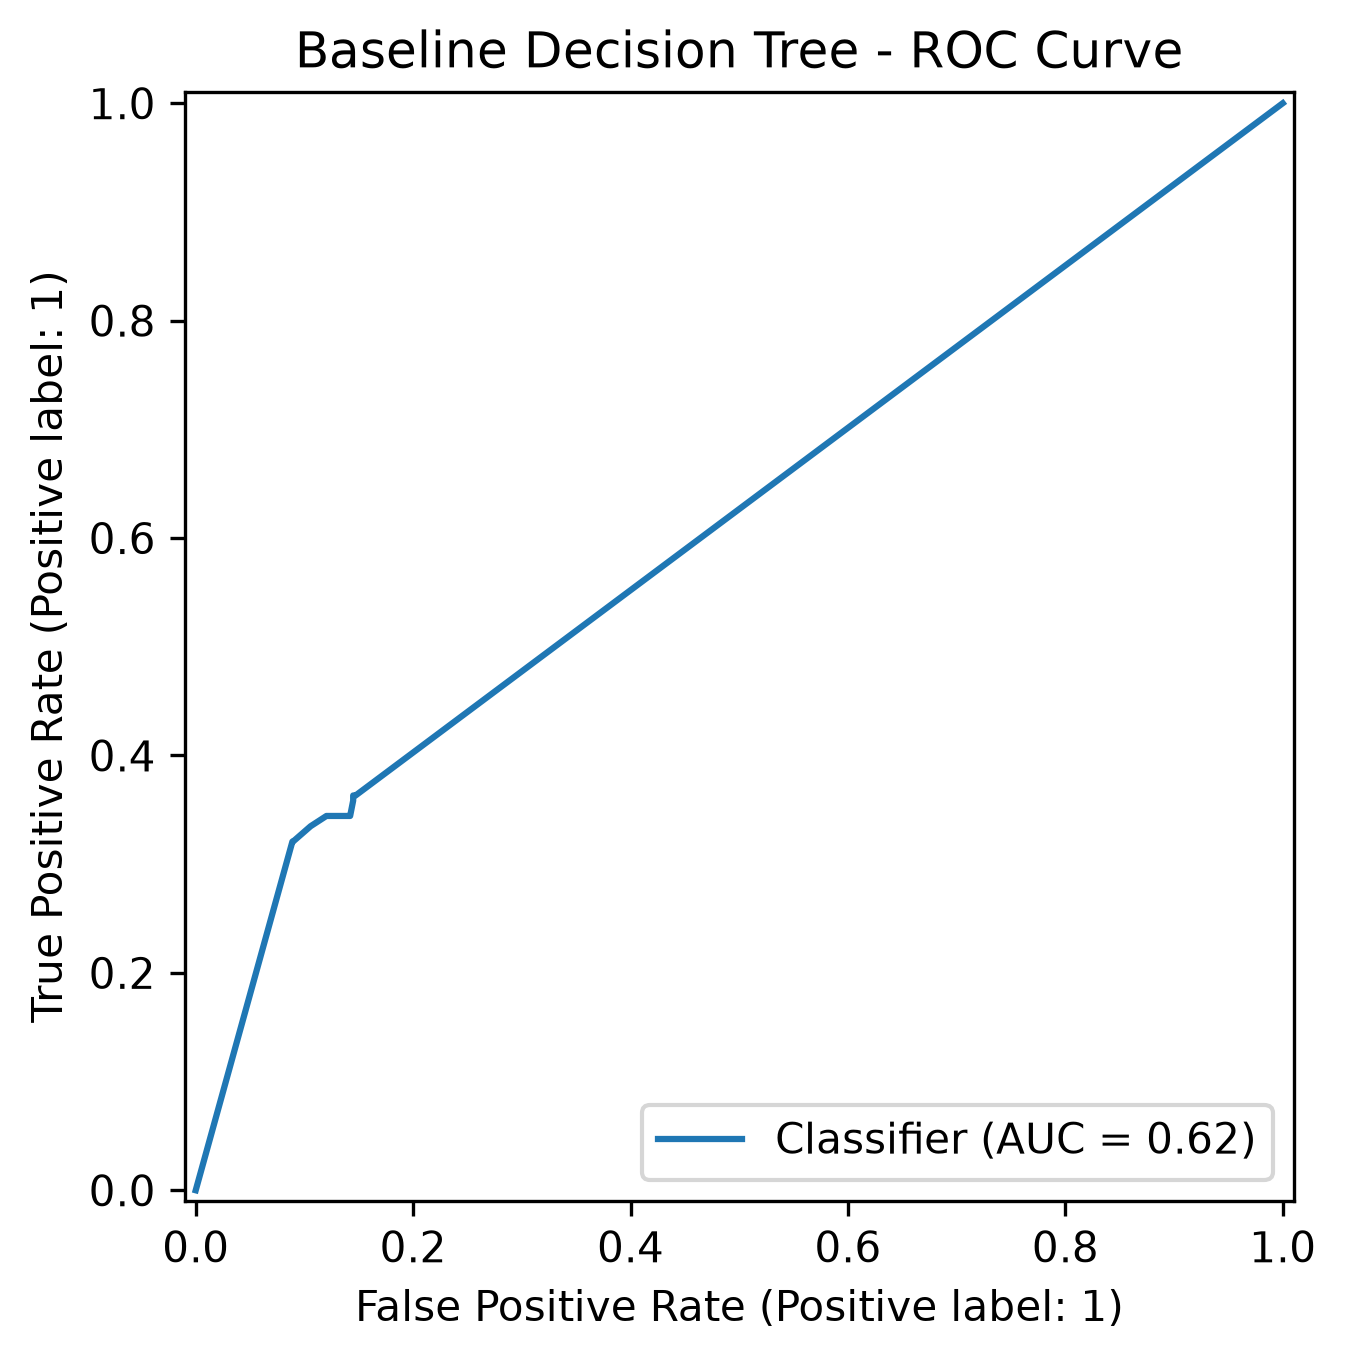 Baseline Decision Tree - ROC Curve
True Positive Rate (Positive label: 1)
1.0
0.8
0.6
0.4
0.2
0.0
Classifier (AUC = 0.62)
0.0 0.2 0.4 0.6 0.8 1.0
False Positive Rate (Positive label: 1)